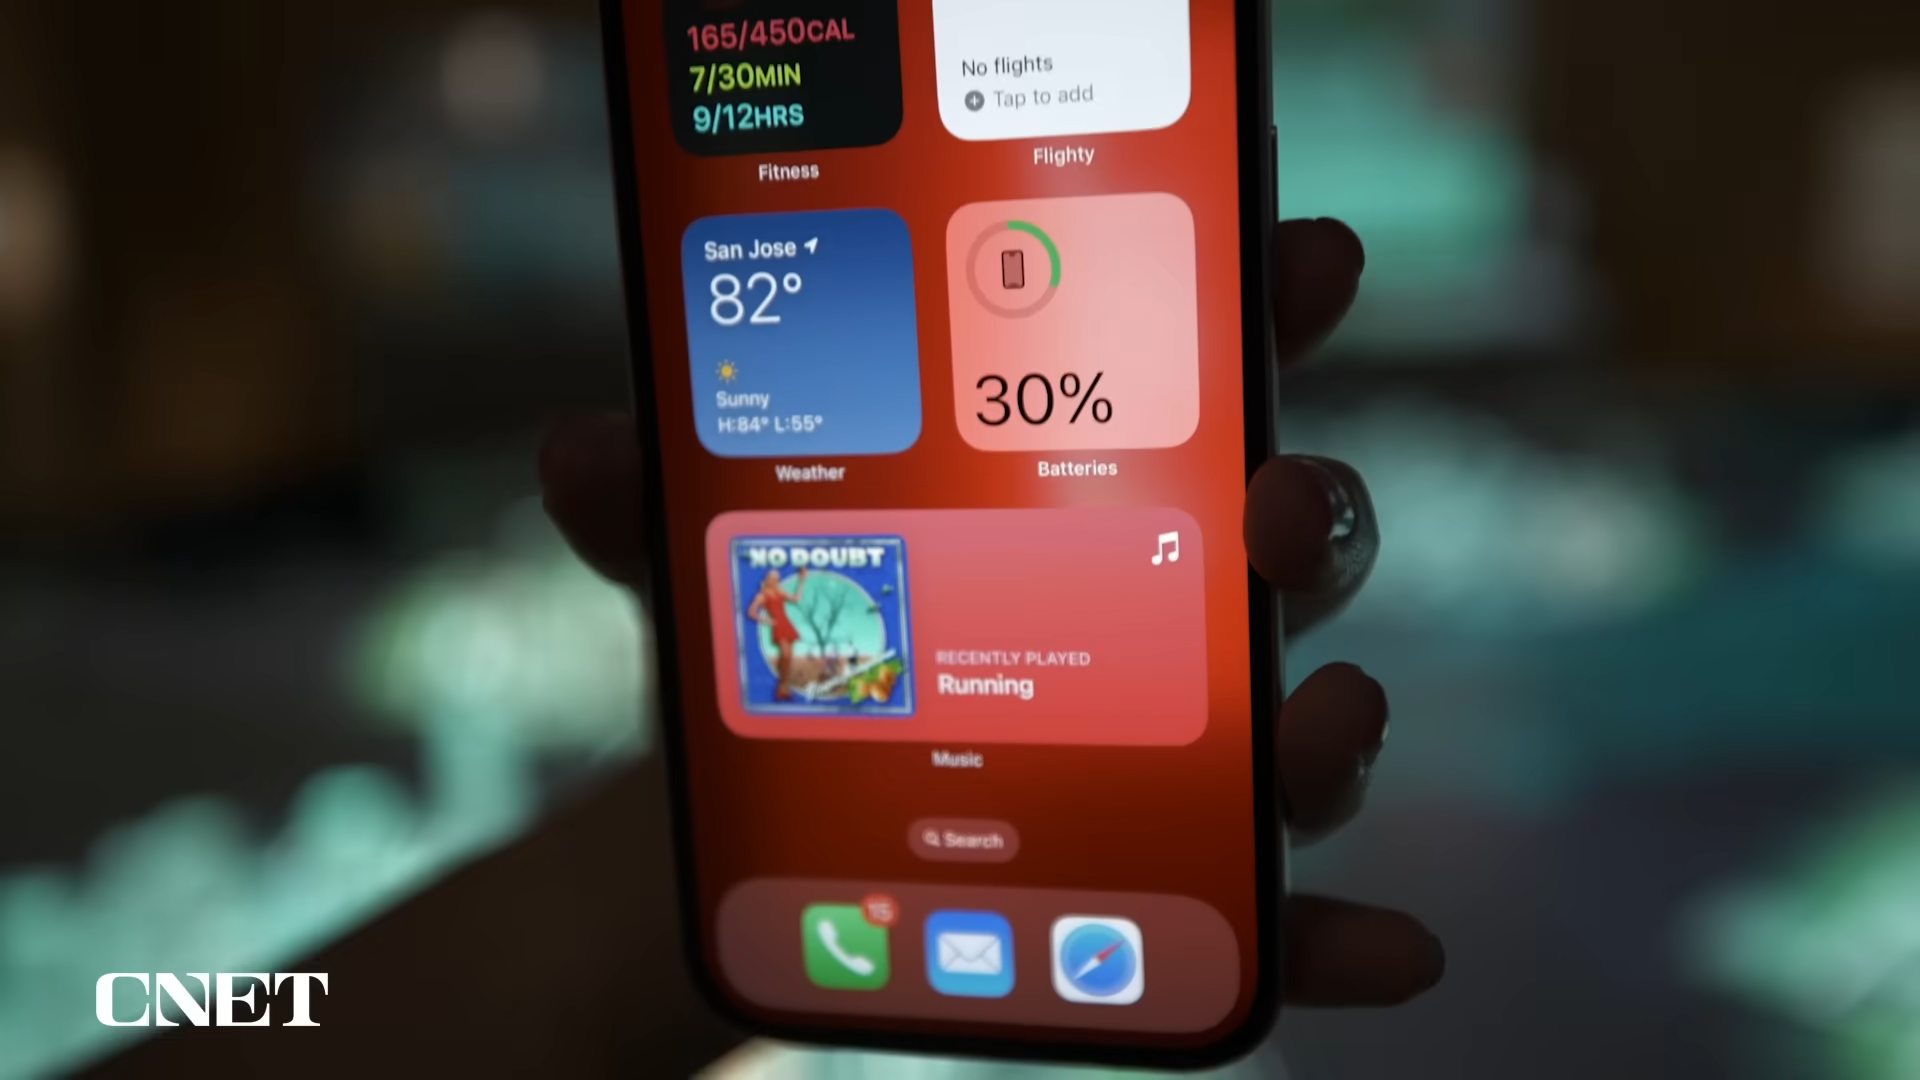 165/450CAL
7/30MIN
9/12HRS
Fitness
No flights
Tap to add
Flighty
San Jose
82°
Sunny
H:84° L:55°
Weather
30%
Batteries
NO DOUBT
RECENTLY PLAYED
Running
Music
Search
15
CNET